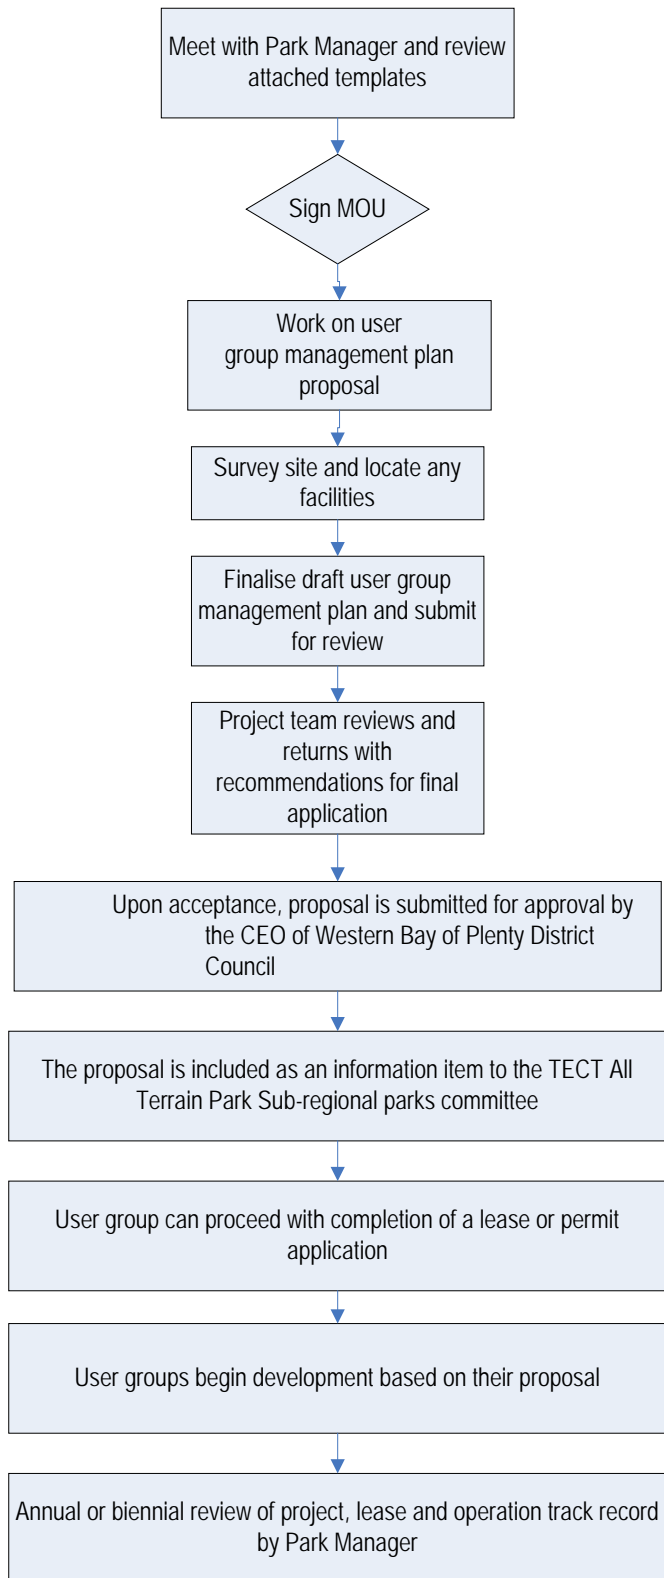 Meet with Park Manager and review
attached templates
Sign MOU
Work on user
group management plan
proposal
Survey site and locate any
facilities
Finalise draft user group
management plan and submit
for review
Project team reviews and
returns with
recommendations for final
application
Upon acceptance, proposal is submitted for approval by
the CEO of Western Bay of Plenty District
Council
The proposal is included as an information item to the TECT All
Terrain Park Sub-regional parks committee
User group can proceed with completion of a lease or permit
application
User groups begin development based on their proposal
Annual or biennial review of project, lease and operation track record
by Park Manager